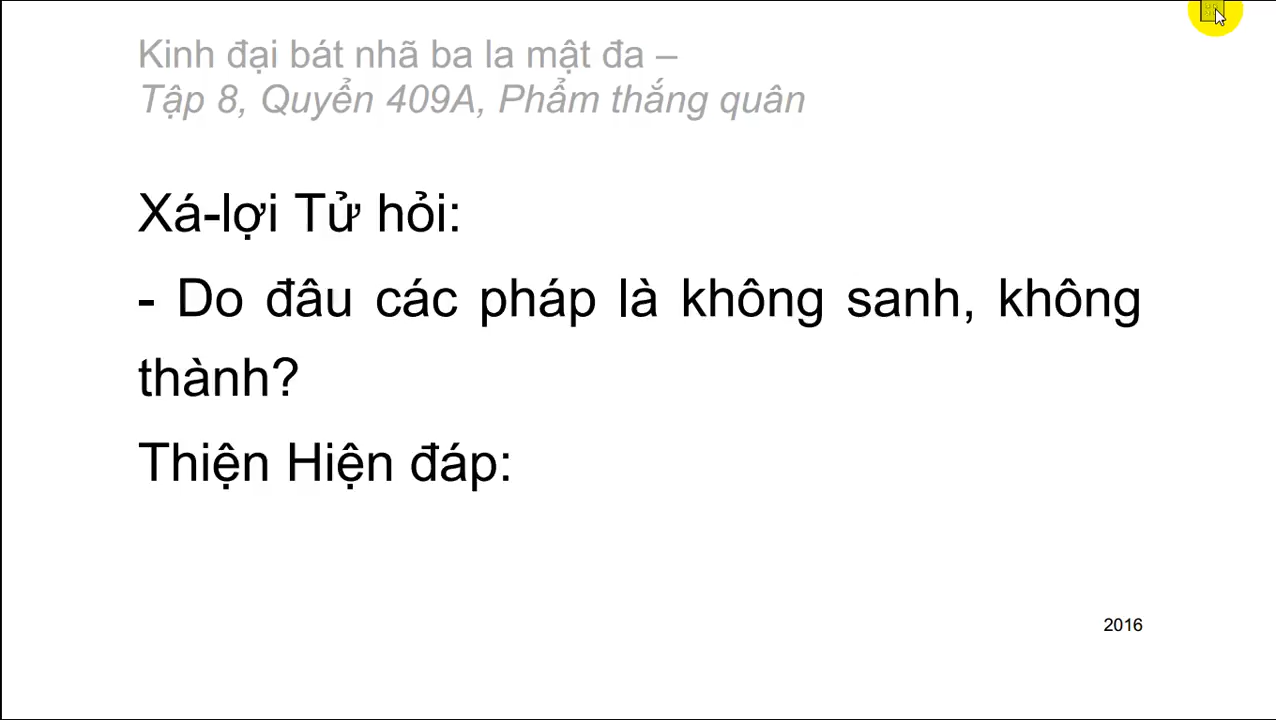 Kinh đại bát nhã ba la mật đa –
Tập 8, Quyển 409A, Phẩm thắng quân
Xá-lợi Tử hỏi:
- Do đâu các pháp là không sanh, không
thành?
Thiện Hiện đáp:
2016